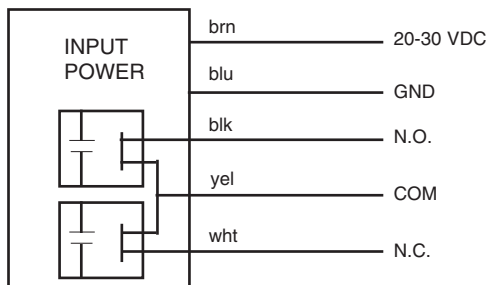 INPUT
POWER
brn
20-30 VDC
blu
GND
blk
N.O.
yel
COM
wht
N.C.